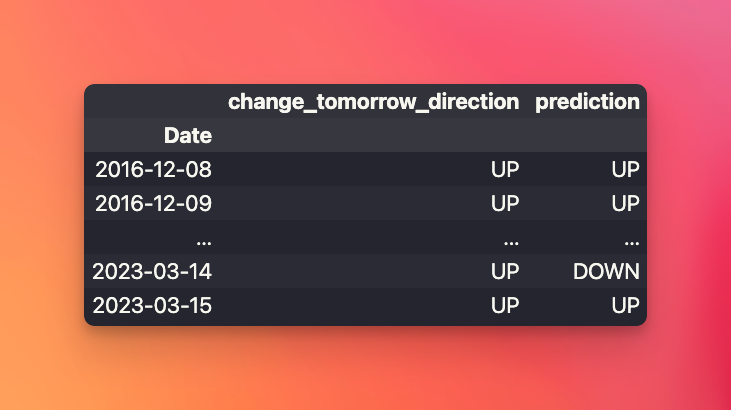 change_tomorrow_direction prediction
Date
2016-12-08 UP UP
2016-12-09 UP UP
... ... ...
2023-03-14 UP DOWN
2023-03-15 UP UP